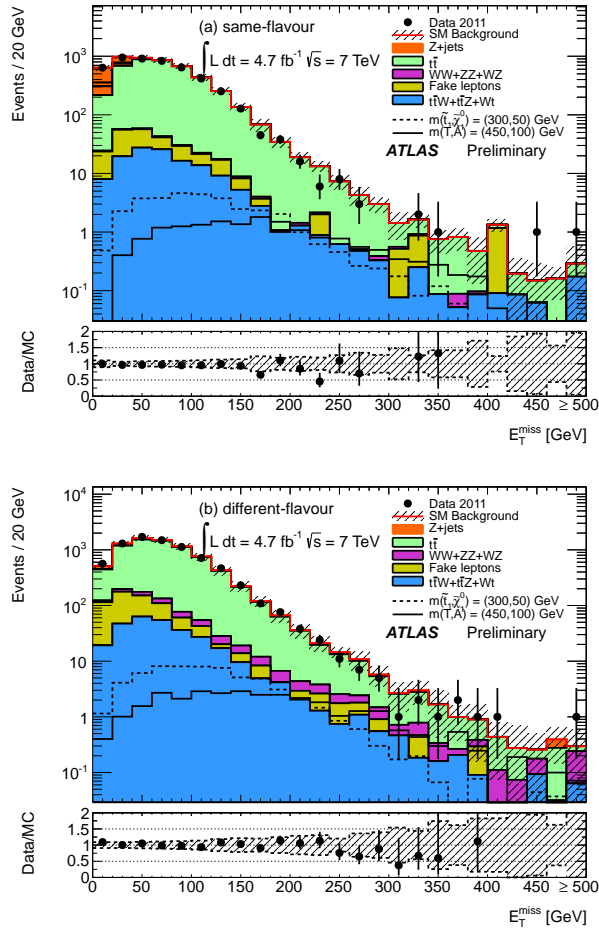 (a) same-flavour
∫ L dt = 4.7 fb⁻¹ √s = 7 TeV
Data 2011
SM Background
Z+jets
tt̄
WW+ZZ+WZ
Fake leptons
tt̄W+tt̄Z+Wt
m(t̃₁,χ̃⁰₁) = (300,50) GeV
m(T,A₀) = (450,100) GeV
ATLAS Preliminary
Events / 20 GeV
10³
10²
10
1
10⁻¹
Data/MC
2
1.5
1
0.5
0
0 50 100 150 200 250 300 350 400 450 ≥ 500
E_T^miss [GeV]
(b) different-flavour
∫ L dt = 4.7 fb⁻¹ √s = 7 TeV
Data 2011
SM Background
Z+jets
tt̄
WW+ZZ+WZ
Fake leptons
tt̄W+tt̄Z+Wt
m(t̃₁,χ̃⁰₁) = (300,50) GeV
m(T,A₀) = (450,100) GeV
ATLAS Preliminary
Events / 20 GeV
10⁴
10³
10²
10
1
10⁻¹
Data/MC
2
1.5
1
0.5
0
0 50 100 150 200 250 300 350 400 450 ≥ 500
E_T^miss [GeV]